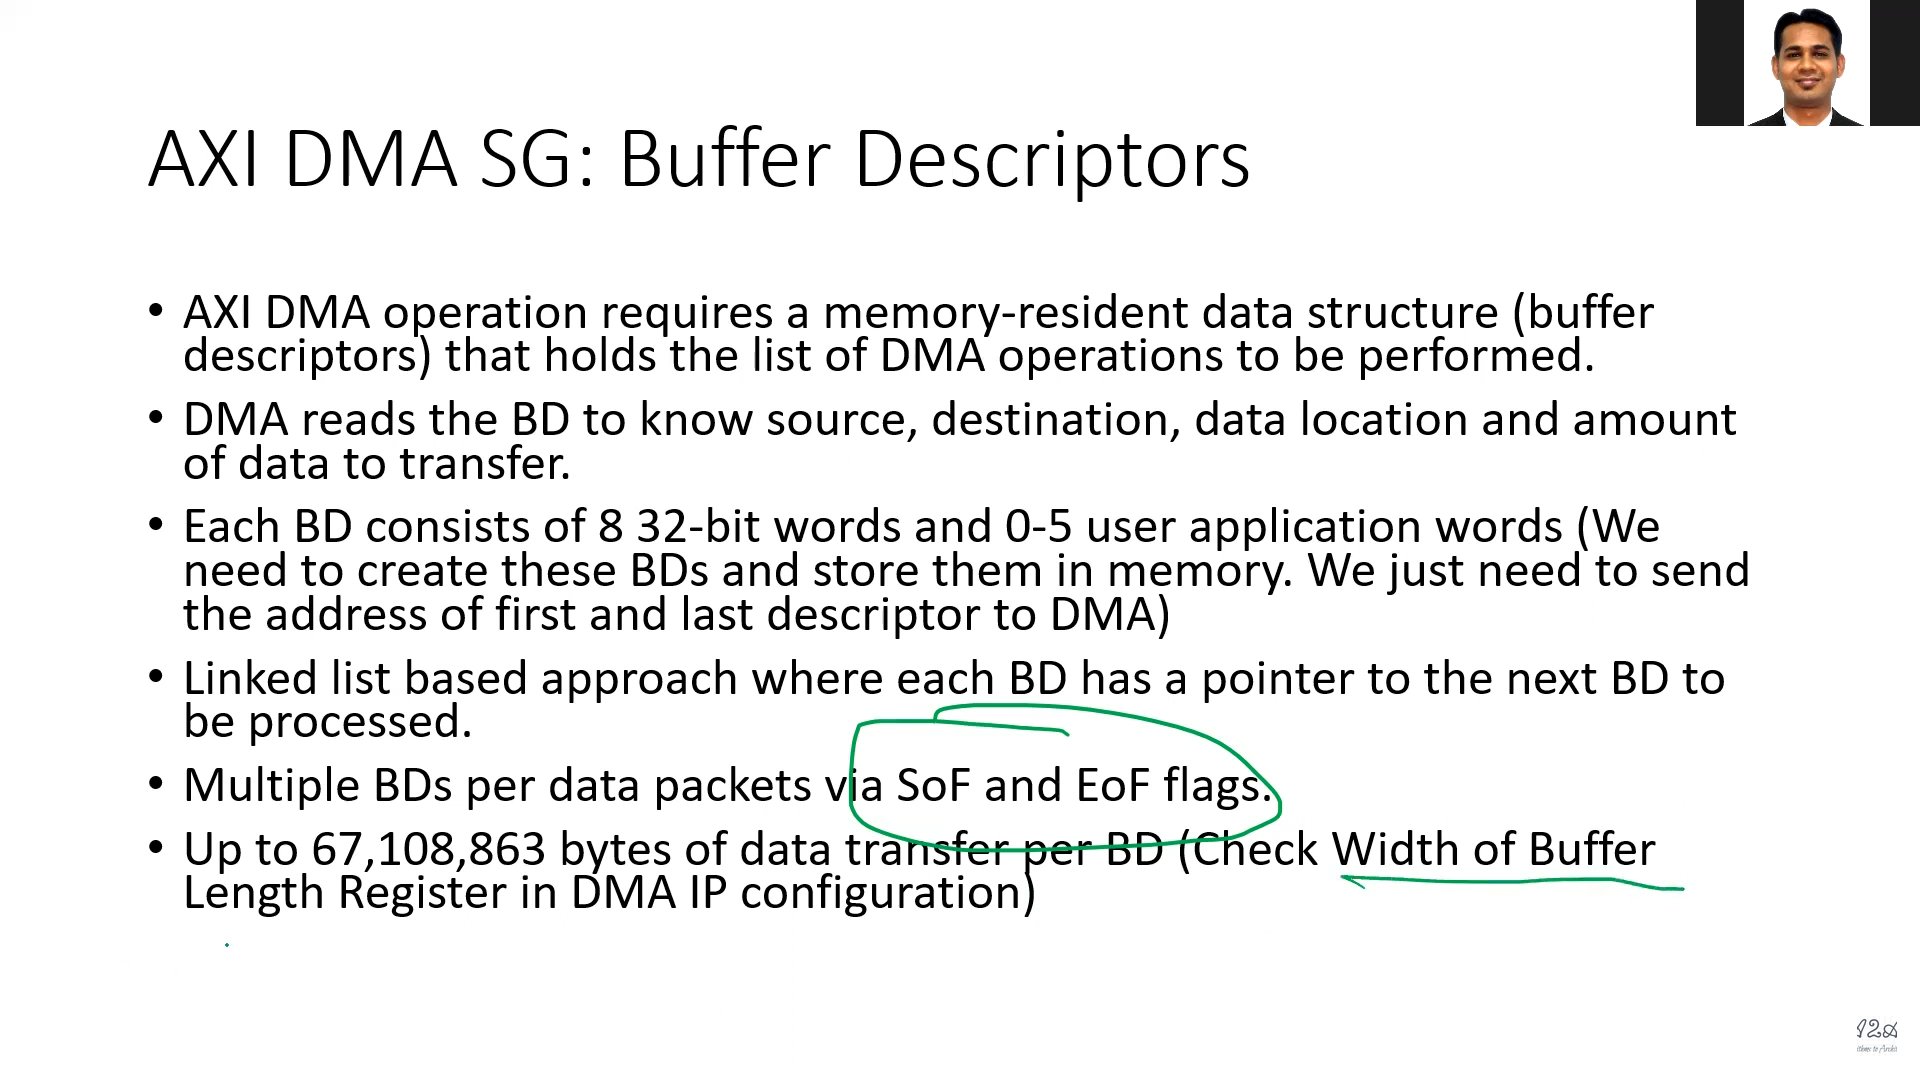 AXI DMA SG: Buffer Descriptors
• AXI DMA operation requires a memory-resident data structure (buffer
descriptors) that holds the list of DMA operations to be performed.
• DMA reads the BD to know source, destination, data location and amount
of data to transfer.
• Each BD consists of 8 32-bit words and 0-5 user application words (We
need to create these BDs and store them in memory. We just need to send
the address of first and last descriptor to DMA)
• Linked list based approach where each BD has a pointer to the next BD to
be processed.
• Multiple BDs per data packets via SoF and EoF flags.
• Up to 67,108,863 bytes of data transfer per BD (Check Width of Buffer
Length Register in DMA IP configuration)